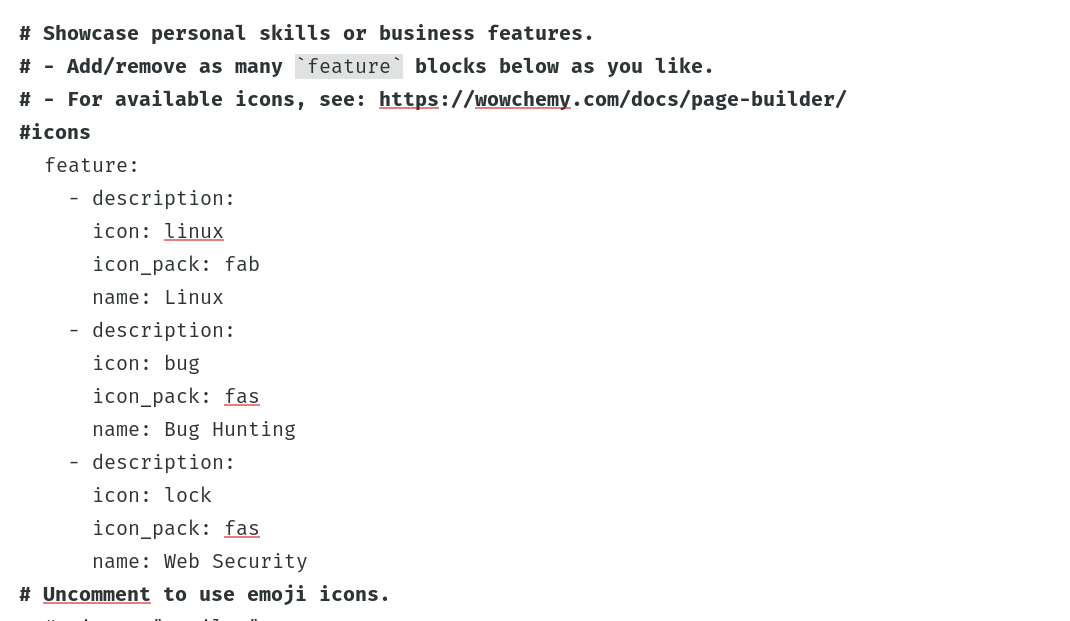 # Showcase personal skills or business features.
# - Add/remove as many `feature` blocks below as you like.
# - For available icons, see: https://wowchemy.com/docs/page-builder/
#icons
feature:
- description:
icon: linux
icon_pack: fab
name: Linux
- description:
icon: bug
icon_pack: fas
name: Bug Hunting
- description:
icon: lock
icon_pack: fas
name: Web Security
# Uncomment to use emoji icons.